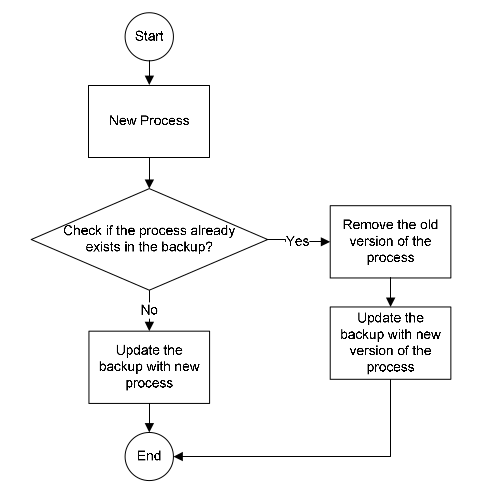 Start
New Process
Check if the process already
exists in the backup?
Yes
Remove the old
version of the
process
No
Update the
backup with new
process
Update the
backup with new
version of the
process
End